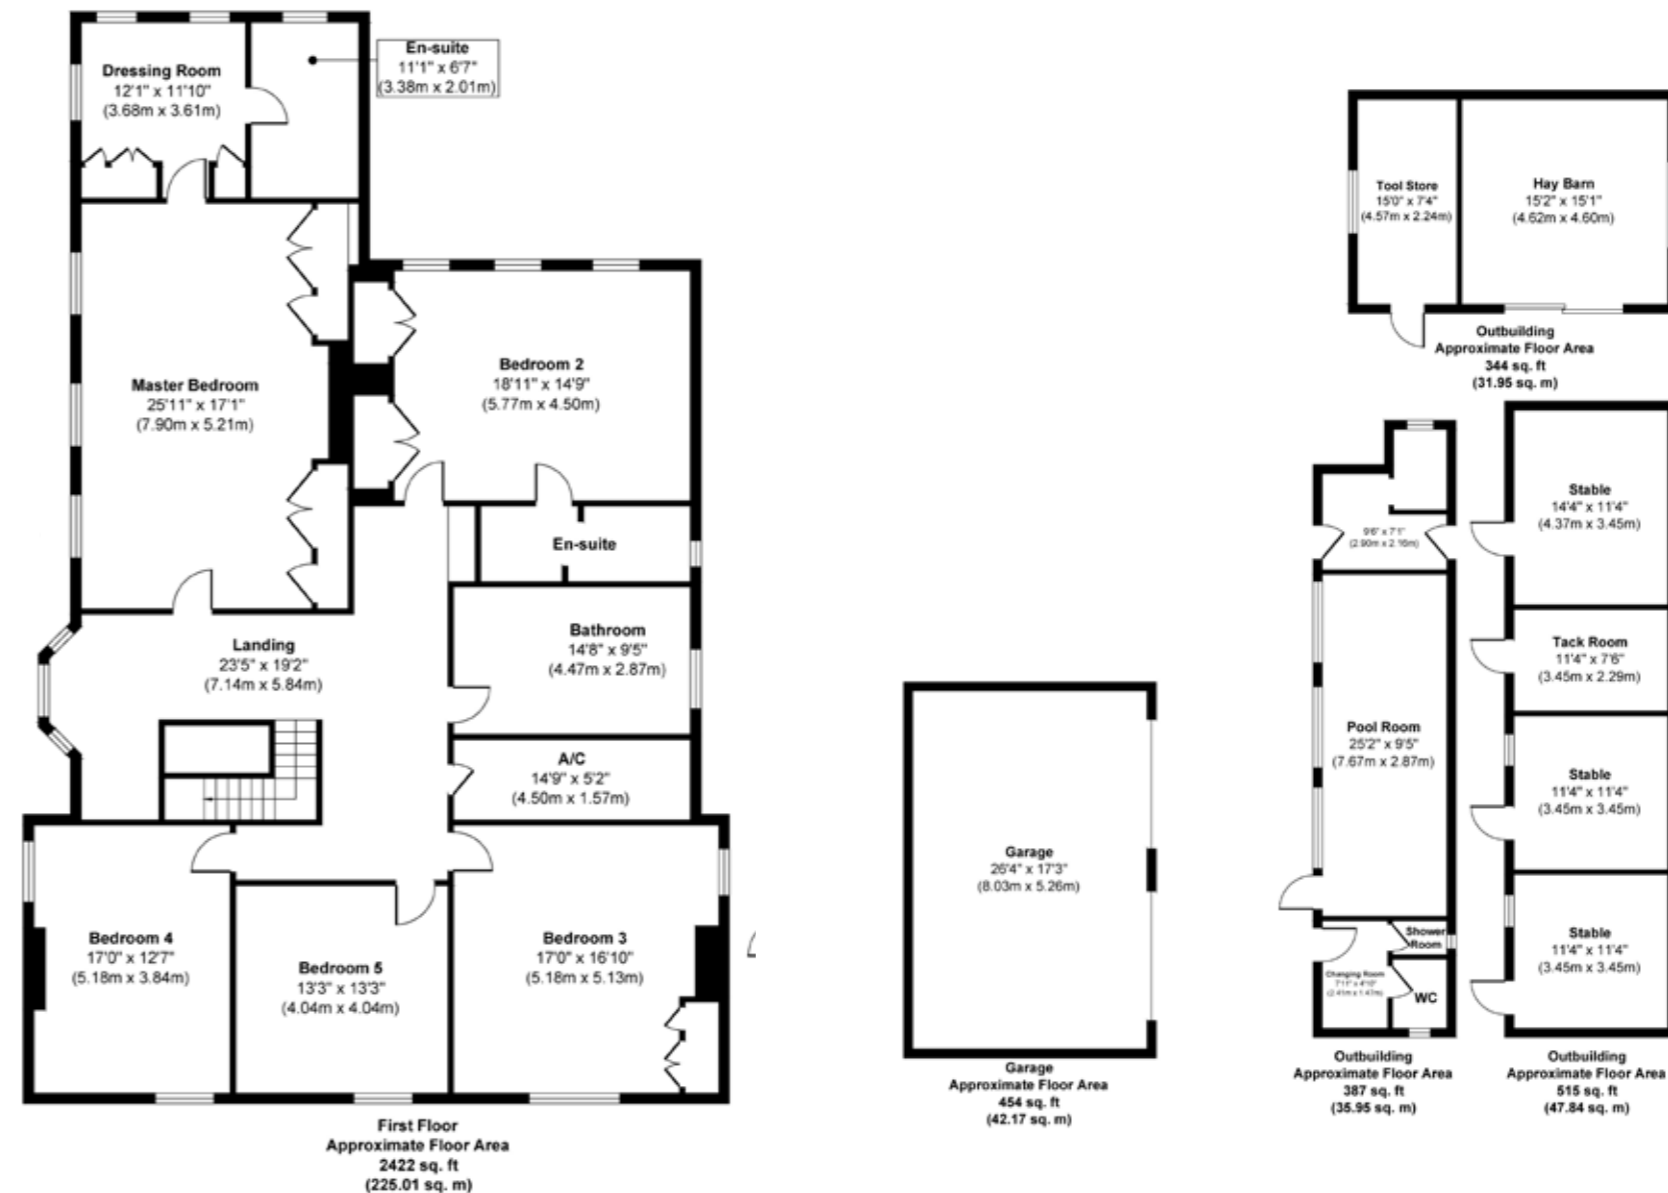 En-suite
11'1" x 6'7"
(3.38m x 2.01m)
Dressing Room
12'1" x 11'10"
(3.68m x 3.61m)
Master Bedroom
25'11" x 17'1"
(7.90m x 5.21m)
Bedroom 2
18'11" x 14'9"
(5.77m x 4.50m)
En-suite
Bathroom
14'8" x 9'5"
(4.47m x 2.87m)
Landing
23'5" x 19'2"
(7.14m x 5.84m)
A/C
14'9" x 5'2"
(4.50m x 1.57m)
Bedroom 4
17'0" x 12'7"
(5.18m x 3.84m)
Bedroom 5
13'3" x 13'3"
(4.04m x 4.04m)
Bedroom 3
17'0" x 16'10"
(5.18m x 5.13m)
First Floor
Approximate Floor Area
2422 sq. ft
(225.01 sq. m)
Garage
26'4" x 17'3"
(8.03m x 5.26m)
Garage
Approximate Floor Area
454 sq. ft
(42.17 sq. m)
Tool Store
15'0" x 7'4"
(4.57m x 2.24m)
Hay Barn
15'2" x 15'1"
(4.62m x 4.60m)
Outbuilding
Approximate Floor Area
344 sq. ft
(31.95 sq. m)
9'6" x 7'1"
(2.90m x 2.16m)
Pool Room
25'2" x 9'5"
(7.67m x 2.87m)
Shower
Room
Changing Room
7'11" x 4'10"
(2.41m x 1.47m)
WC
Outbuilding
Approximate Floor Area
387 sq. ft
(35.95 sq. m)
Stable
14'4" x 11'4"
(4.37m x 3.45m)
Tack Room
11'4" x 7'6"
(3.45m x 2.29m)
Stable
11'4" x 11'4"
(3.45m x 3.45m)
Stable
11'4" x 11'4"
(3.45m x 3.45m)
Outbuilding
Approximate Floor Area
515 sq. ft
(47.84 sq. m)